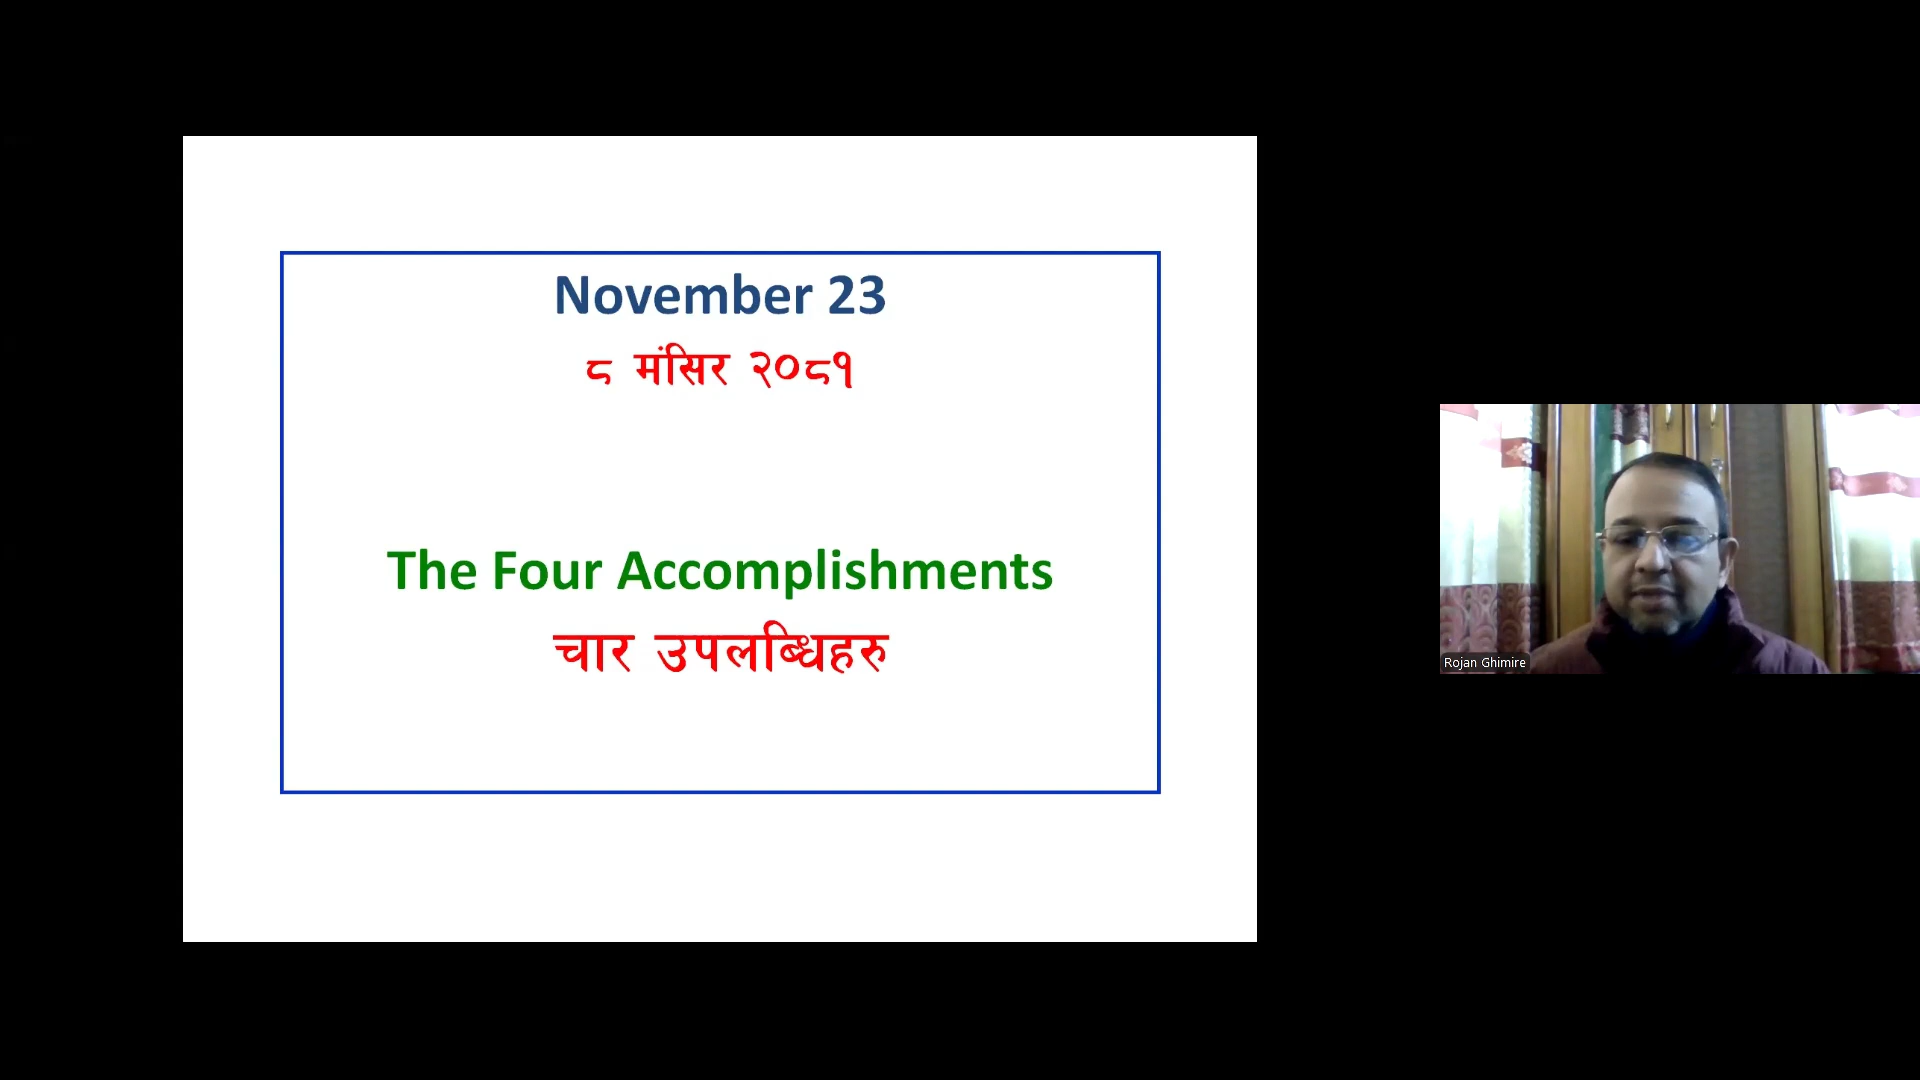 November 23
८ मंसिर २०८१
The Four Accomplishments
चार उपलब्धिहरु
Rojan Ghimire